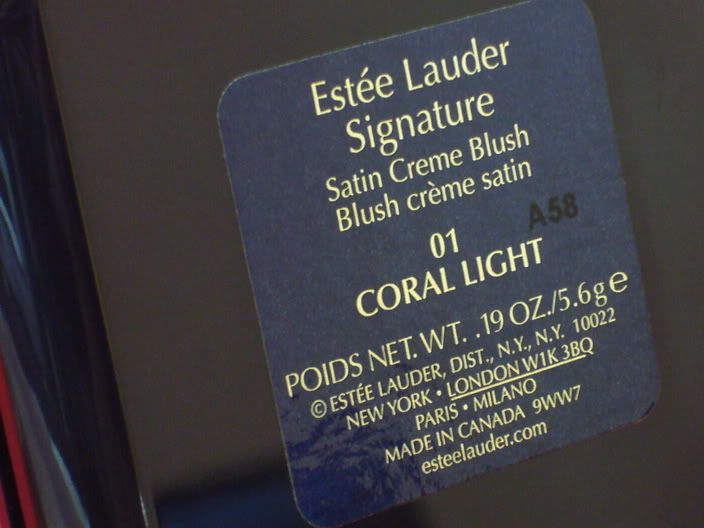 Estée Lauder
Signature
Satin Creme Blush
Blush crème satin
A58
01
CORAL LIGHT
POIDS NET. WT. .19 OZ./5.6g e
© ESTÉE LAUDER, DIST., N.Y., N.Y. 10022
NEW YORK • LONDON W1K 3BQ
PARIS • MILANO
MADE IN CANADA 9WW7
esteelauder.com